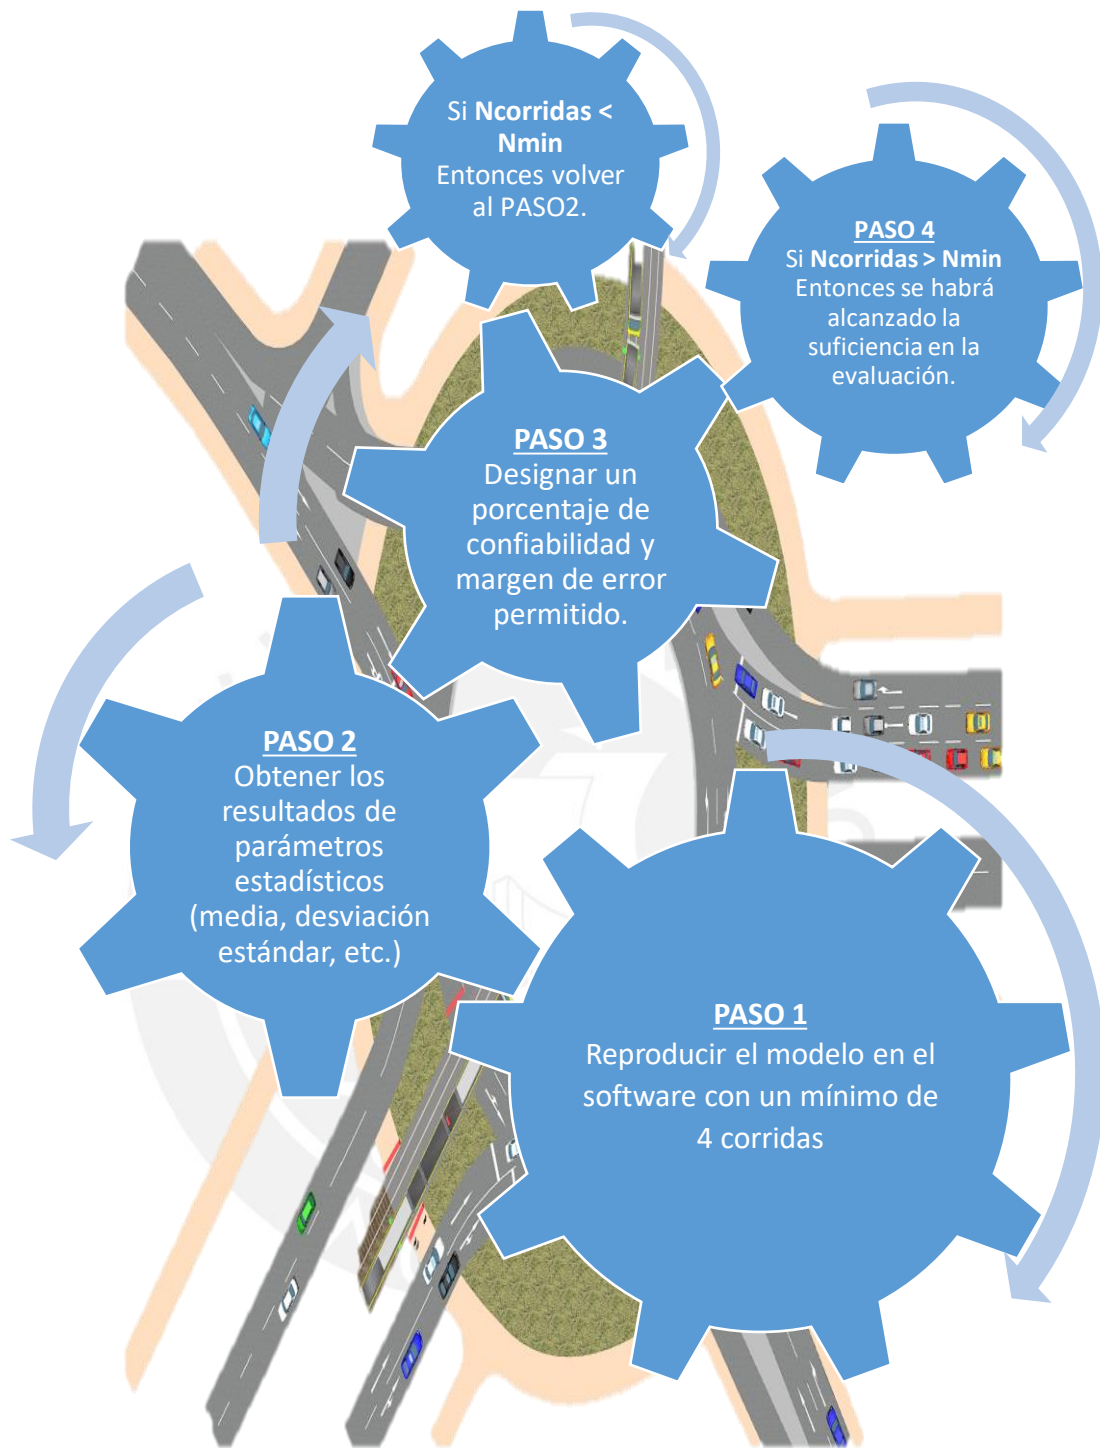 Si Ncorridas <
Nmin
Entonces volver
al PASO2.
PASO 4
Si Ncorridas > Nmin
Entonces se habrá
alcanzado la
suficiencia en la
evaluación.
PASO 3
Designar un
porcentaje de
confiabilidad y
margen de error
permitido.
PASO 2
Obtener los
resultados de
parámetros
estadísticos
(media, desviación
estándar, etc.)
PASO 1
Reproducir el modelo en el
software con un mínimo de
4 corridas